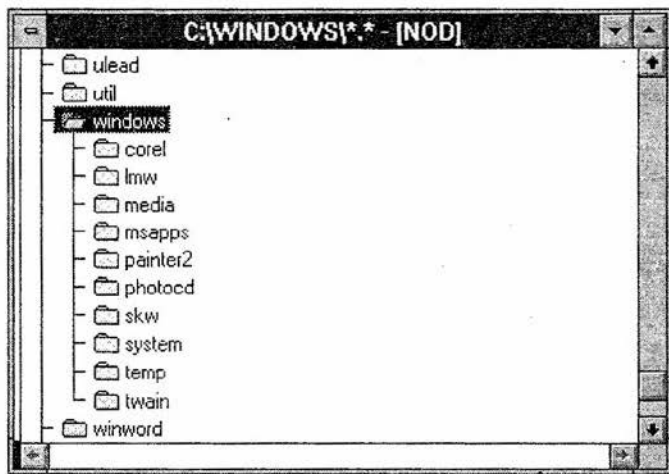 C:\WINDOWS\*.* - [NOD]
ulead
util
windows
corel
lmw
media
msapps
painter2
photocd
skw
system
temp
twain
winword